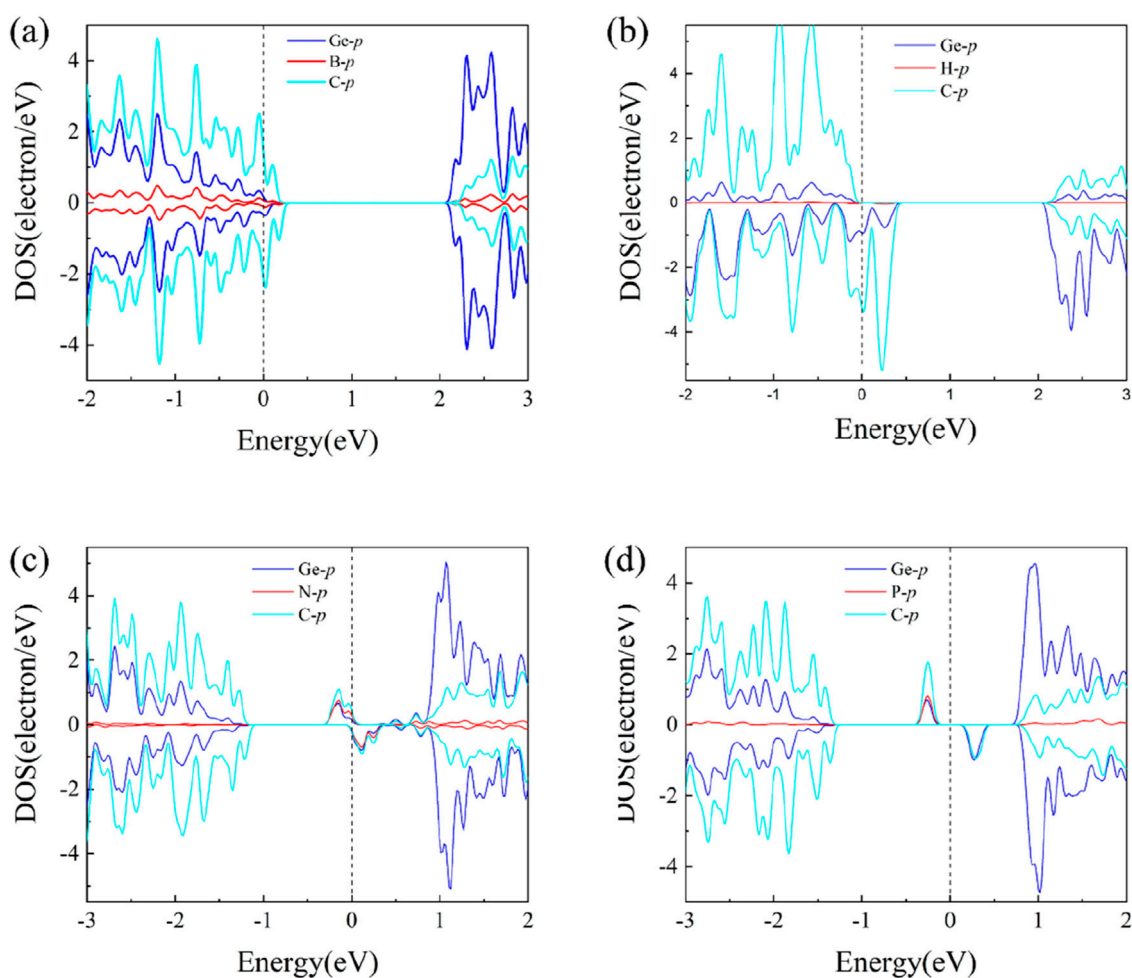 (a)
Ge-p
B-p
C-p
DOS(electron/eV)
4
2
0
-2
-4
-2
-1
0
1
2
3
Energy(eV)
(b)
Ge-p
H-p
C-p
DOS(electron/eV)
4
2
0
-2
-4
-2
-1
0
1
2
3
Energy(eV)
(c)
Ge-p
N-p
C-p
DOS(electron/eV)
4
2
0
-2
-4
-3
-2
-1
0
1
2
Energy(eV)
(d)
Ge-p
P-p
C-p
DOS(electron/eV)
4
2
0
-2
-4
-3
-2
-1
0
1
2
Energy(eV)